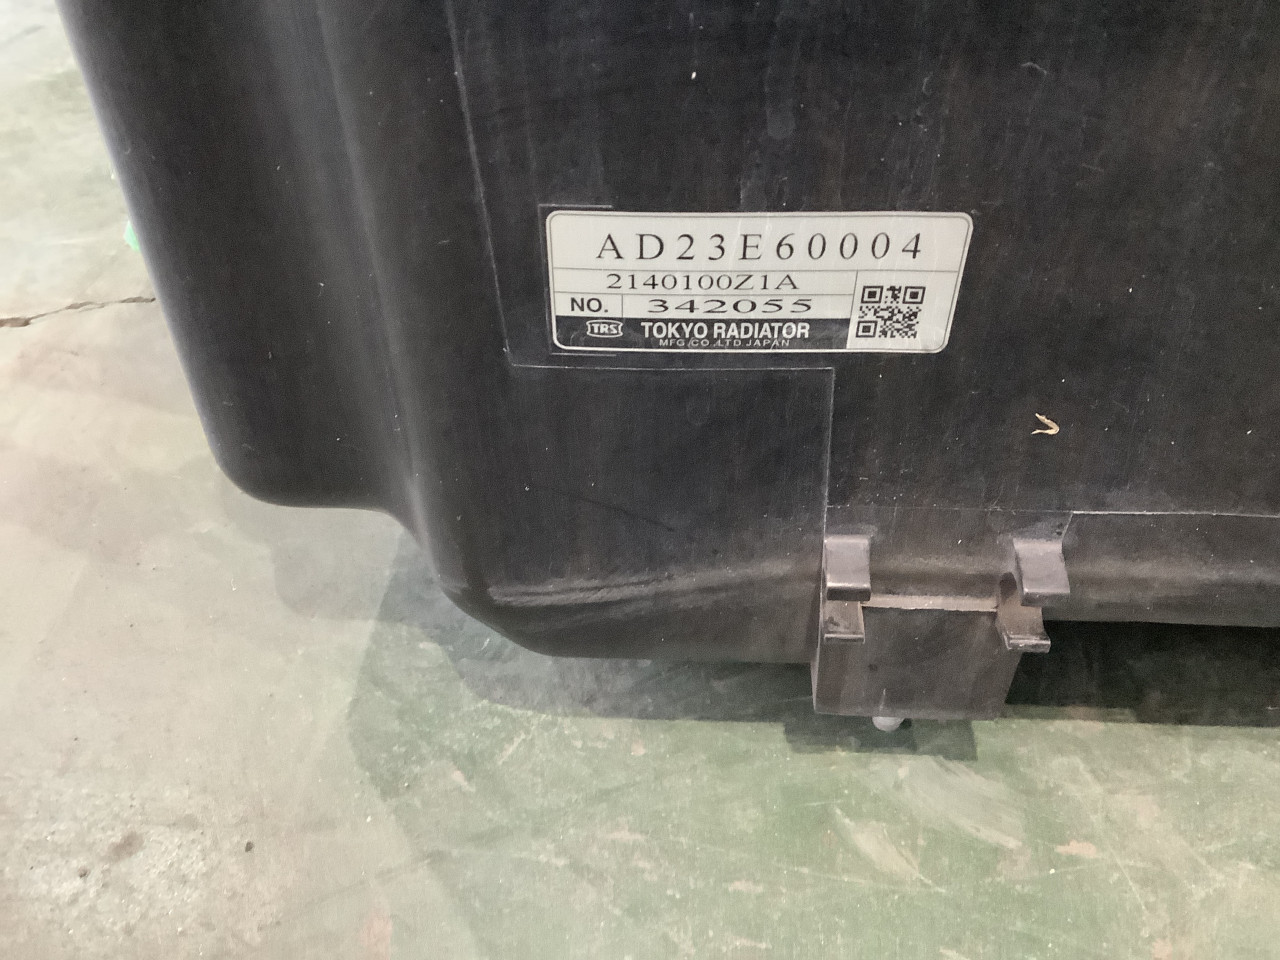 AD23E60004
2140100Z1A
NO. 342055
TRS TOKYO RADIATOR
MFG.CO.,LTD.JAPAN